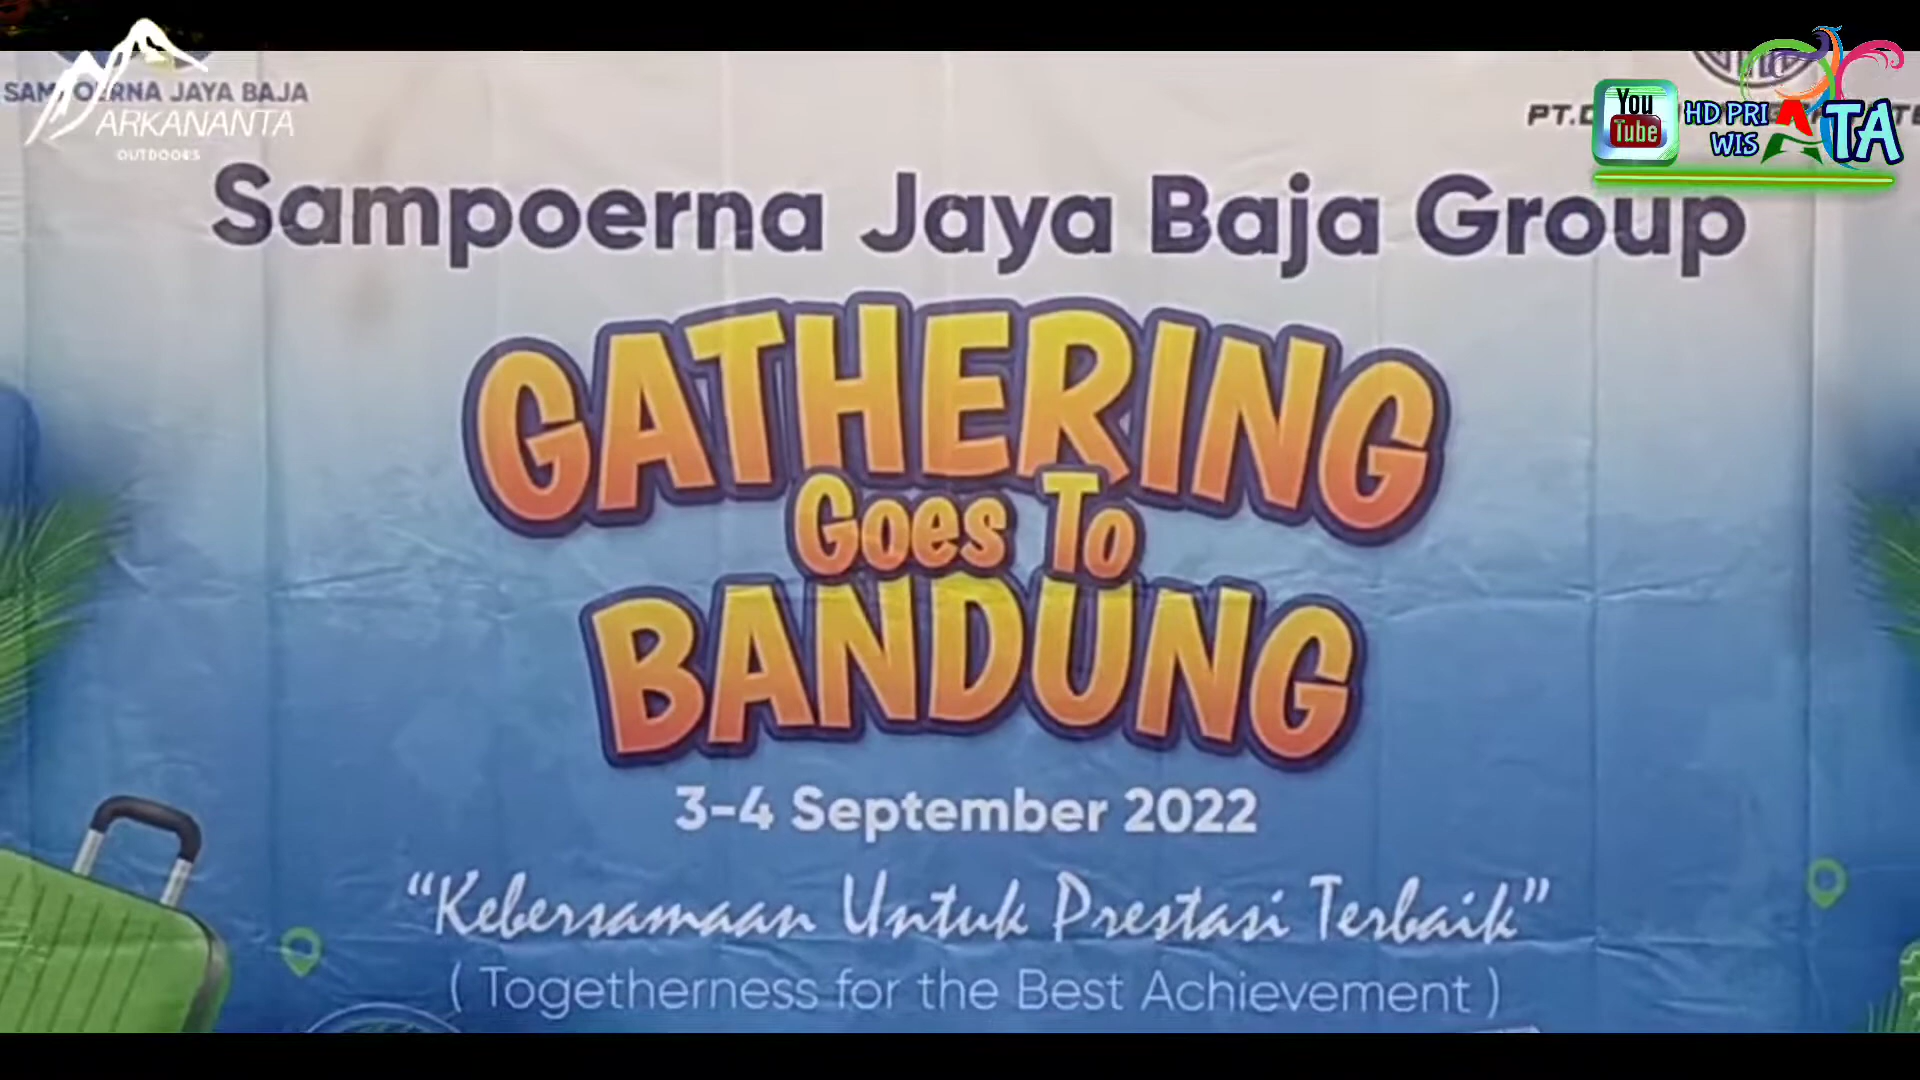 SAMPOERNA JAYA BAJA
ARKANANTA
OUTDOORS
You
Tube
HD PRI
WIS ATA
Sampoerna Jaya Baja Group
GATHERING
Goes To
BANDUNG
3-4 September 2022
“Kebersamaan Untuk Prestasi Terbaik”
( Togetherness for the Best Achievement )